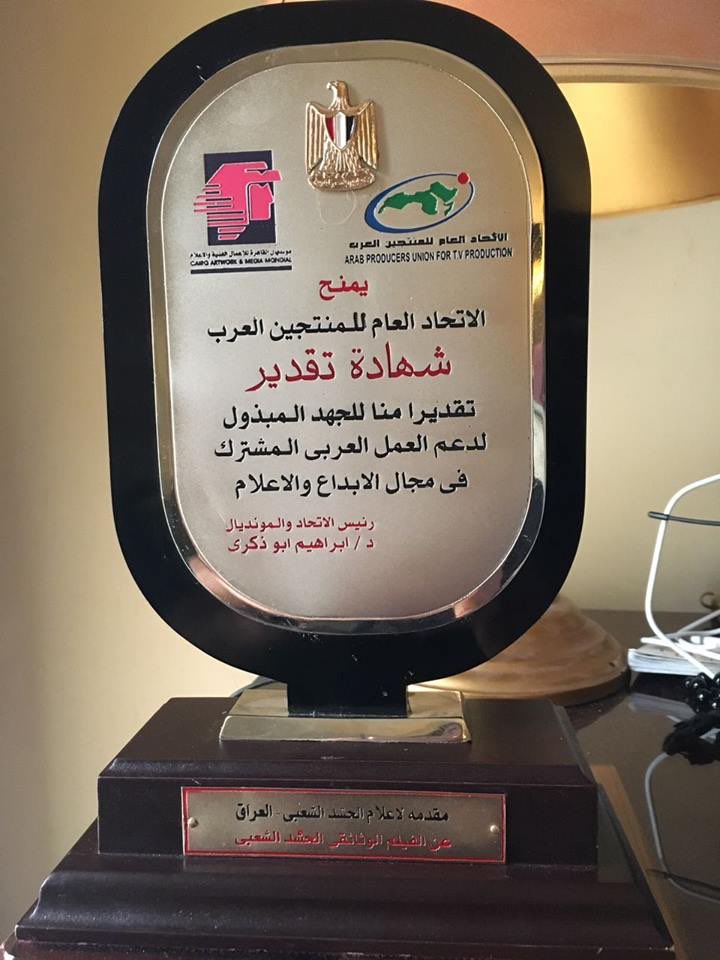 مونديال القاهرة للاعمال الفنية والاعلام
CAIRO ARTWORK & MEDIA MONDIAL
الاتحاد العام للمنتجين العرب
ARAB PRODUCERS UNION FOR T.V PRODUCTION
يمنح
الاتحاد العام للمنتجين العرب
شهادة تقدير
تقديرا منا للجهد المبذول
لدعم العمل العربى المشترك
فى مجال الابداع والاعلام
رئيس الاتحاد والمونديال
د / ابراهيم ابو ذكرى
مقدمه لاعلام الحشد الشعبى - العراق
عن الفيلم الوثائقى الحشد الشعبى